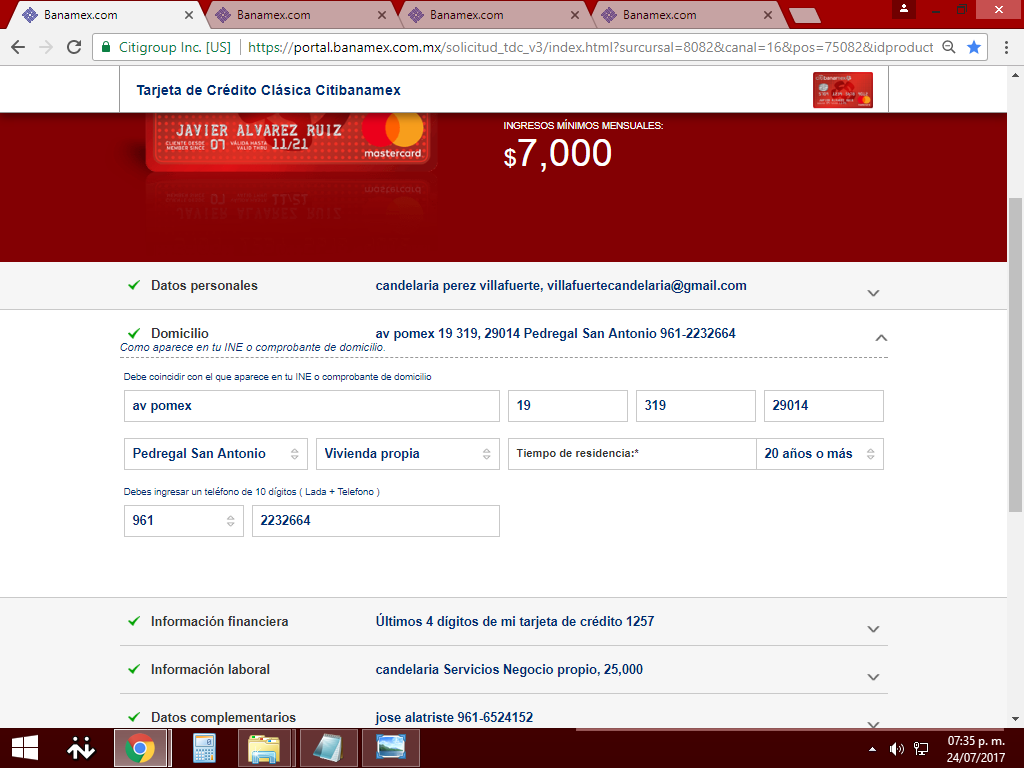 Banamex.com Banamex.com Banamex.com Banamex.com
Citigroup Inc. [US] https://portal.banamex.com.mx/solicitud_tdc_v3/index.html?surcursal=8082&canal=16&pos=75082&idproduct
Tarjeta de Crédito Clásica Citibanamex
JAVIER ALVAREZ RUIZ
CLIENTE DESDE MEMBER SINCE 07 VÁLIDA HASTA VALID THRU 11/21
mastercard
INGRESOS MÍNIMOS MENSUALES:
$7,000
Datos personales candelaria perez villafuerte, villafuertecandelaria@gmail.com
Domicilio av pomex 19 319, 29014 Pedregal San Antonio 961-2232664
Como aparece en tu INE o comprobante de domicilio.
Debe coincidir con el que aparece en tu INE o comprobante de domicilio
av pomex 19 319 29014
Pedregal San Antonio Vivienda propia Tiempo de residencia:* 20 años o más
Debes ingresar un teléfono de 10 dígitos ( Lada + Telefono )
961 2232664
Información financiera Últimos 4 dígitos de mi tarjeta de crédito 1257
Información laboral candelaria Servicios Negocio propio, 25,000
Datos complementarios jose alatriste 961-6524152
07:35 p. m.
24/07/2017